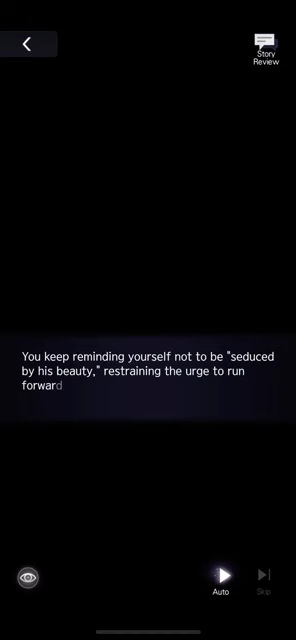 Story
Review
You keep reminding yourself not to be "seduced
by his beauty," restraining the urge to run
forward
Auto
Skip